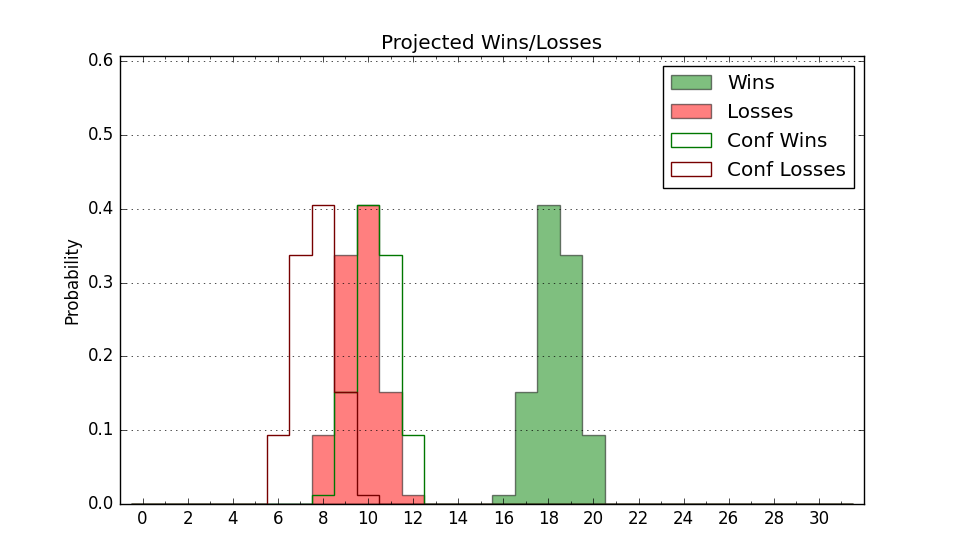 Projected Wins/Losses
0.6
0.5
0.4
0.3
0.2
0.1
0.0
Probability
Wins
Losses
Conf Wins
Conf Losses
0 2 4 6 8 10 12 14 16 18 20 22 24 26 28 30